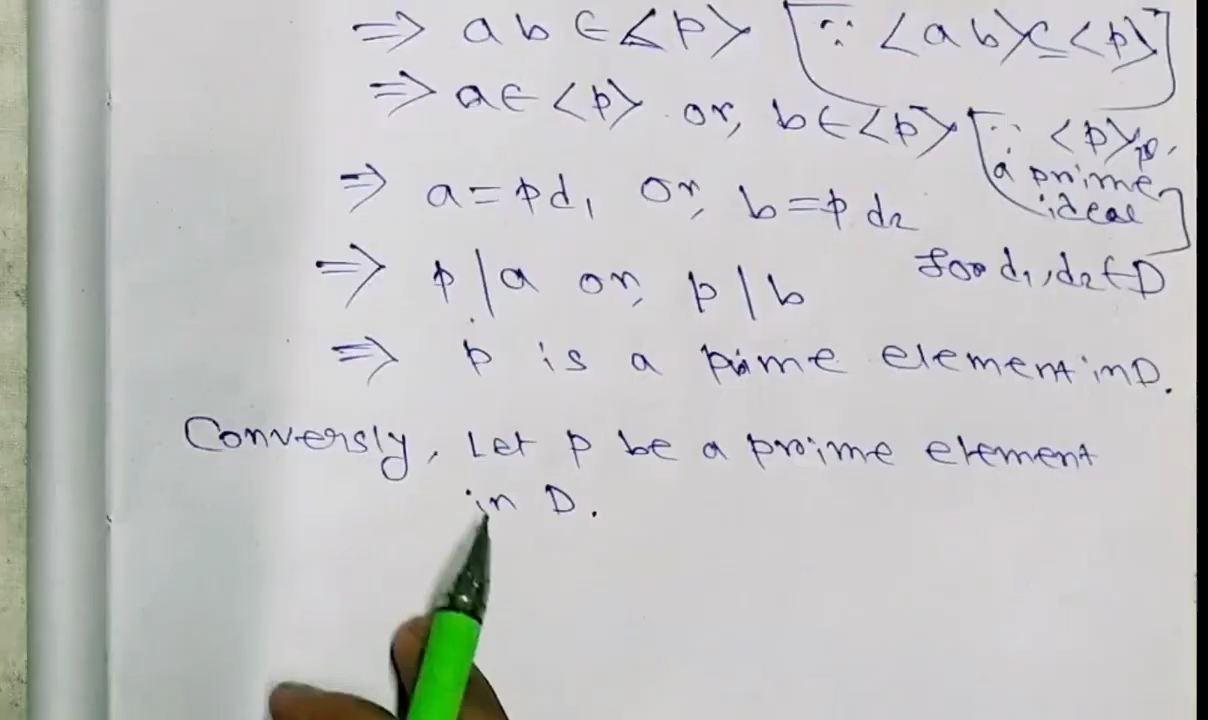 ⇒ ab ∈ <p> [∵ <ab> ⊆ <p>]
⇒ a ∈ <p> or, b ∈ <p> [∵ <p> is a prime ideal]
⇒ a = pd₁ or, b = pd₂
for d₁, d₂ ∈ D
⇒ p | a or, p | b
⇒ p is a prime element in D.
Conversly, Let p be a prime element
in D.